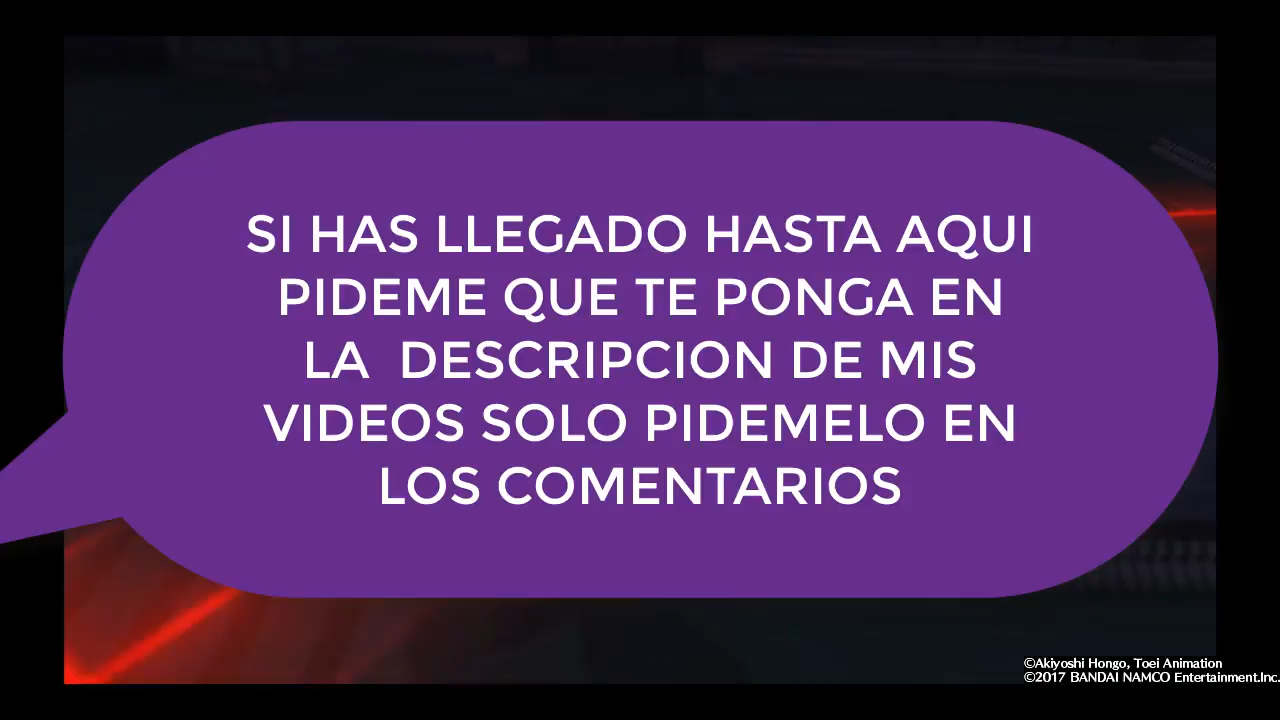 SI HAS LLEGADO HASTA AQUI
PIDEME QUE TE PONGA EN
LA DESCRIPCION DE MIS
VIDEOS SOLO PIDEMELO EN
LOS COMENTARIOS
©Akiyoshi Hongo, Toei Animation
©2017 BANDAI NAMCO Entertainment.Inc.